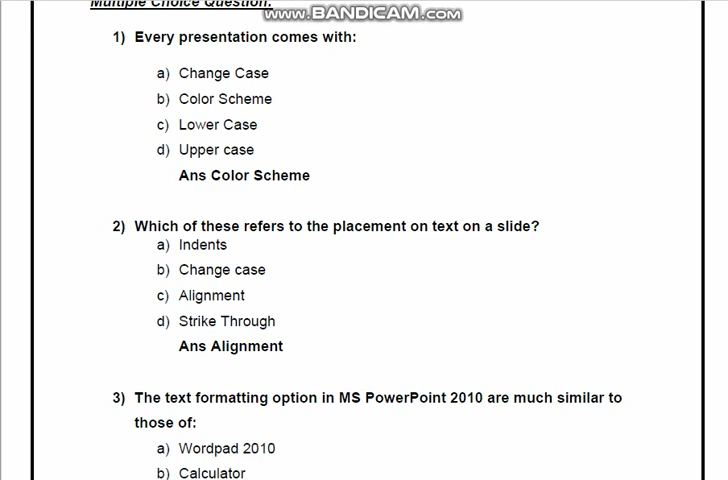 Multiple Choice Question:
www.BANDICAM.com
1) Every presentation comes with:
a) Change Case
b) Color Scheme
c) Lower Case
d) Upper case
Ans Color Scheme
2) Which of these refers to the placement on text on a slide?
a) Indents
b) Change case
c) Alignment
d) Strike Through
Ans Alignment
3) The text formatting option in MS PowerPoint 2010 are much similar to
those of:
a) Wordpad 2010
b) Calculator